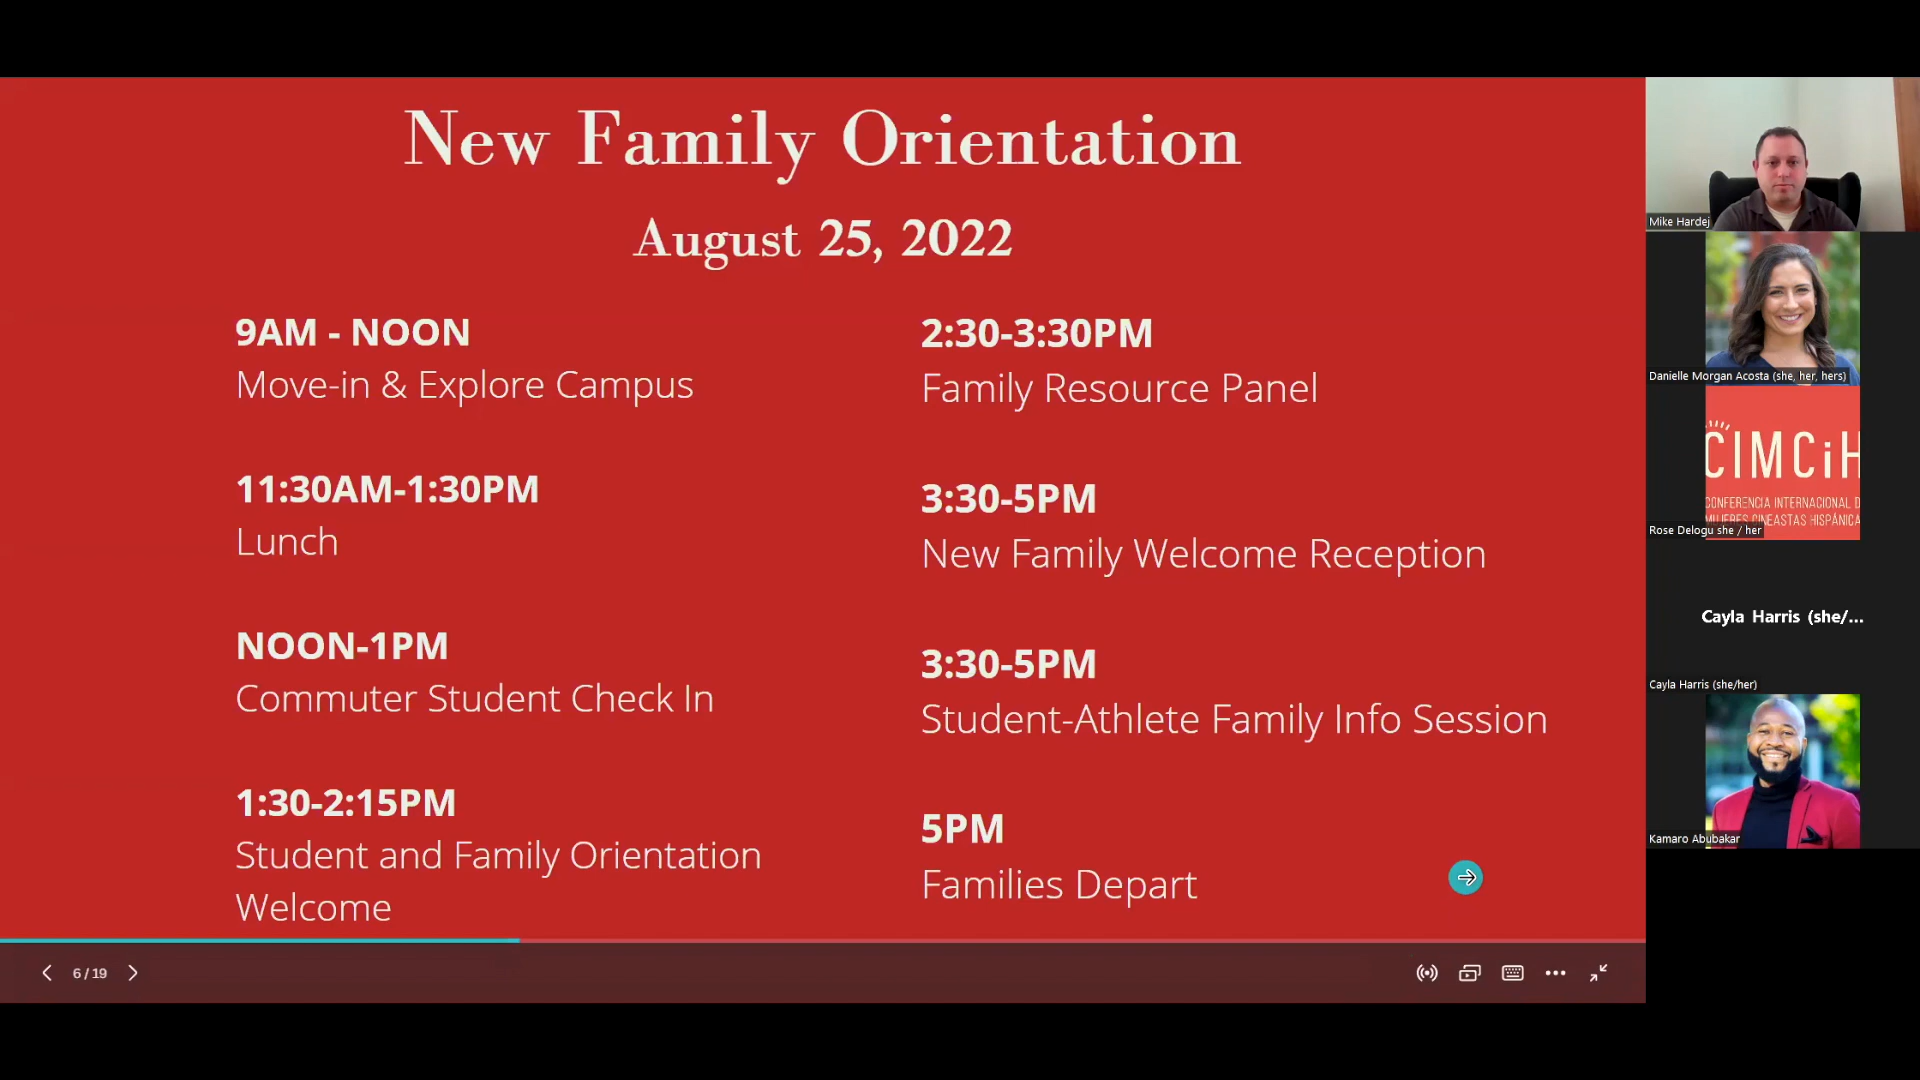 New Family Orientation
August 25, 2022
9AM - NOON
Move-in & Explore Campus
11:30AM-1:30PM
Lunch
NOON-1PM
Commuter Student Check In
1:30-2:15PM
Student and Family Orientation
Welcome
2:30-3:30PM
Family Resource Panel
3:30-5PM
New Family Welcome Reception
3:30-5PM
Student-Athlete Family Info Session
5PM
Families Depart
6 / 19
Mike Hardej
Danielle Morgan Acosta (she, her, hers)
CIMCiH
CONFERENCIA INTERNACIONAL D
MUJERES CINEASTAS HISPÁNICA
Rose Delogu she / her
Cayla Harris (she/...
Cayla Harris (she/her)
Kamaro Abubakar